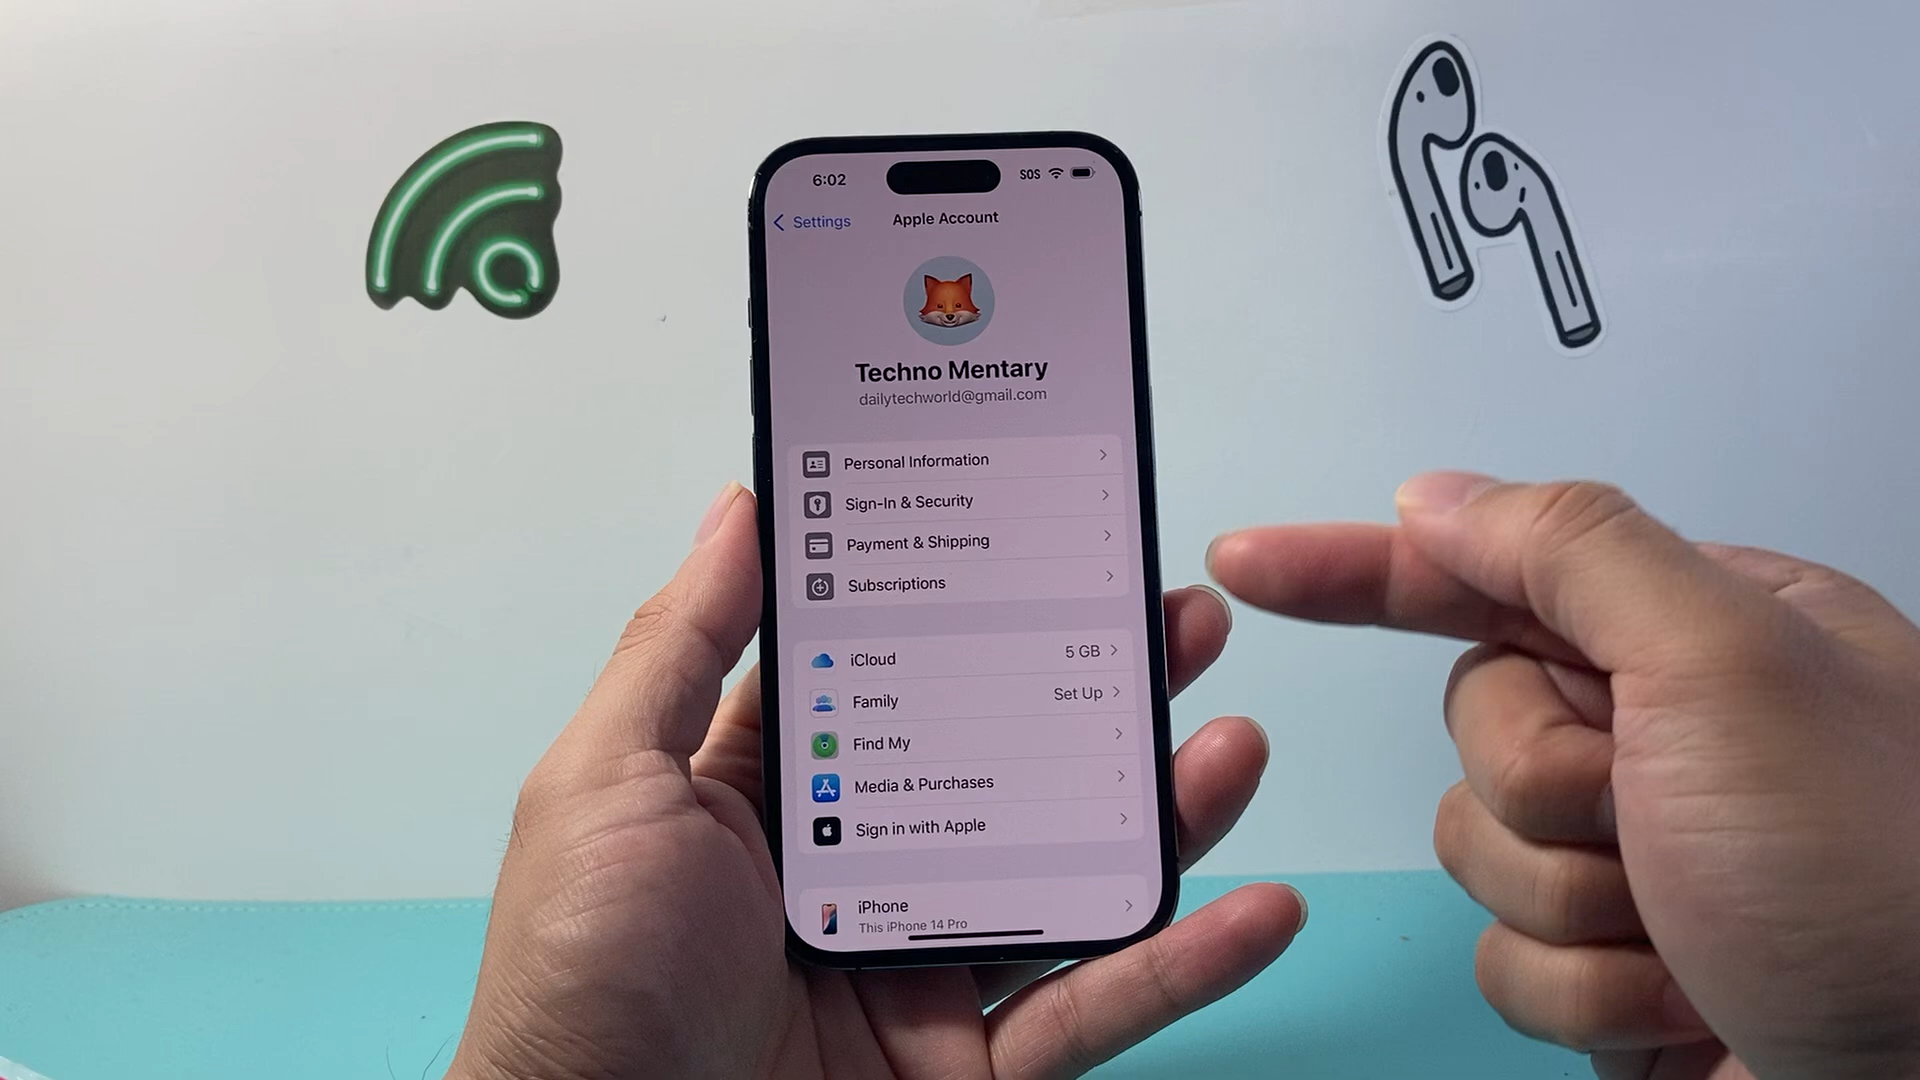 6:02
SOS
Settings
Apple Account
Techno Mentary
dailytechworld@gmail.com
Personal Information
Sign-In & Security
Payment & Shipping
Subscriptions
iCloud 5 GB
Family Set Up
Find My
Media & Purchases
Sign in with Apple
iPhone
This iPhone 14 Pro